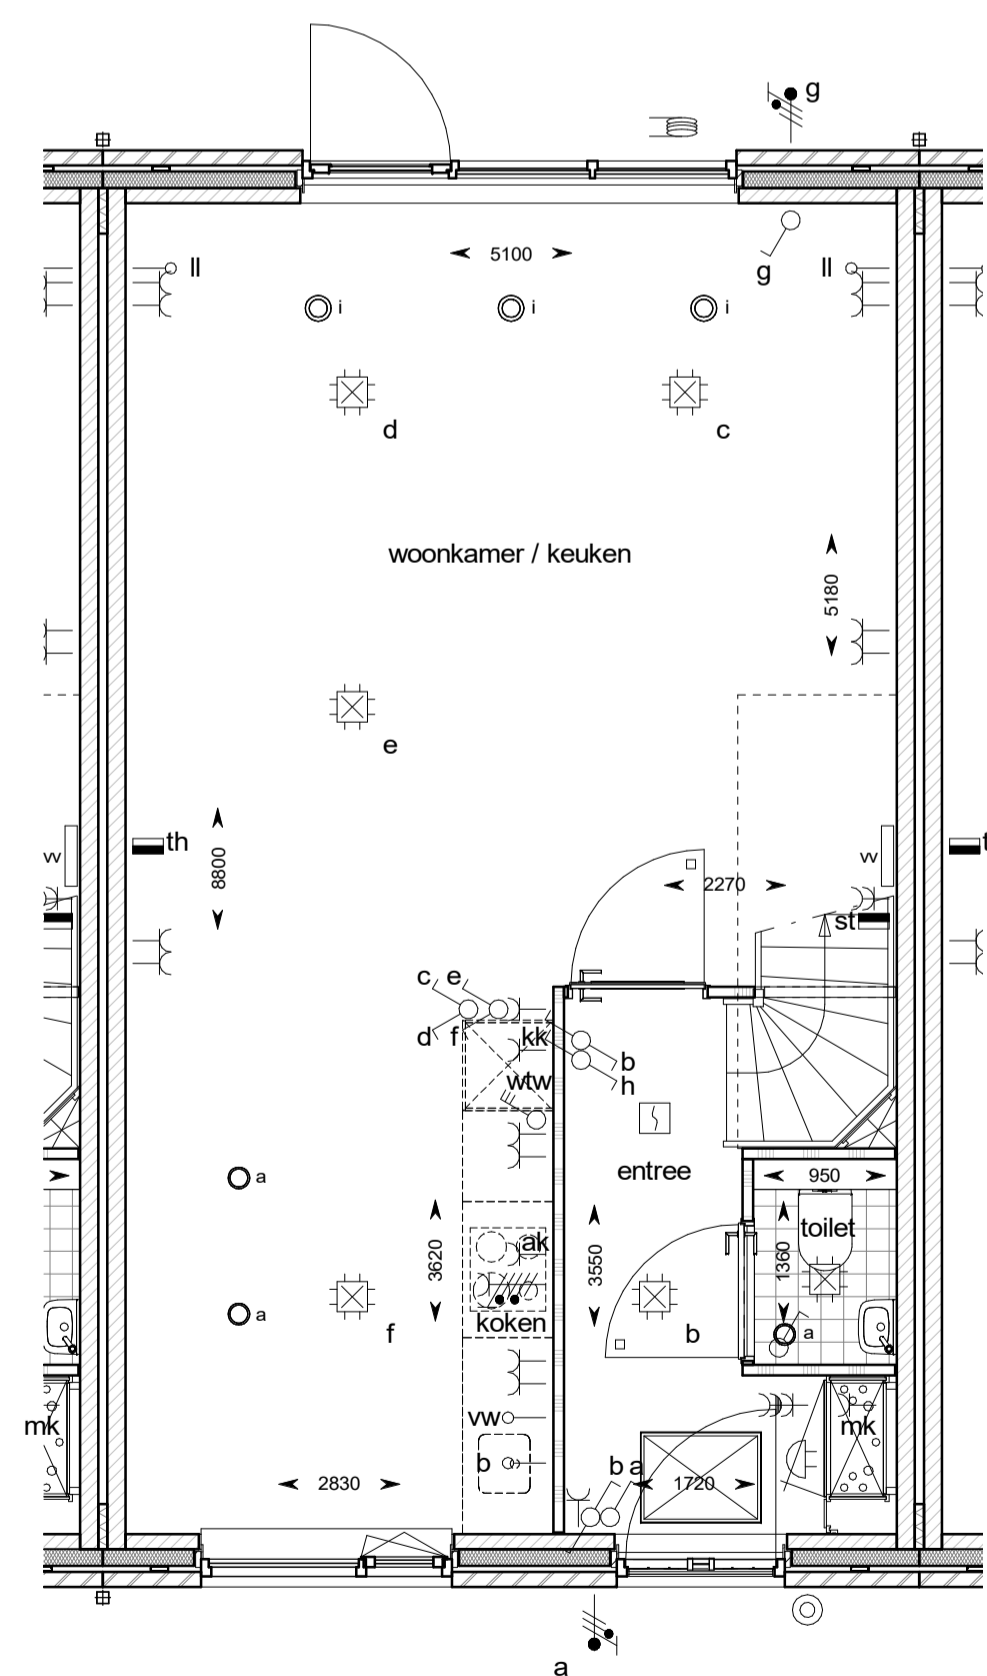 g
5100
g
ll
ll
i
i
i
d
c
woonkamer / keuken
5180
e
th
vv
vv
8800
2270
st
c e
d f
kk
b
h
wtw
entree
950
a
toilet
3620
ak
3550
1360
a
f
koken
b
a
mk
vw
mk
b
b a
2830
1720
a